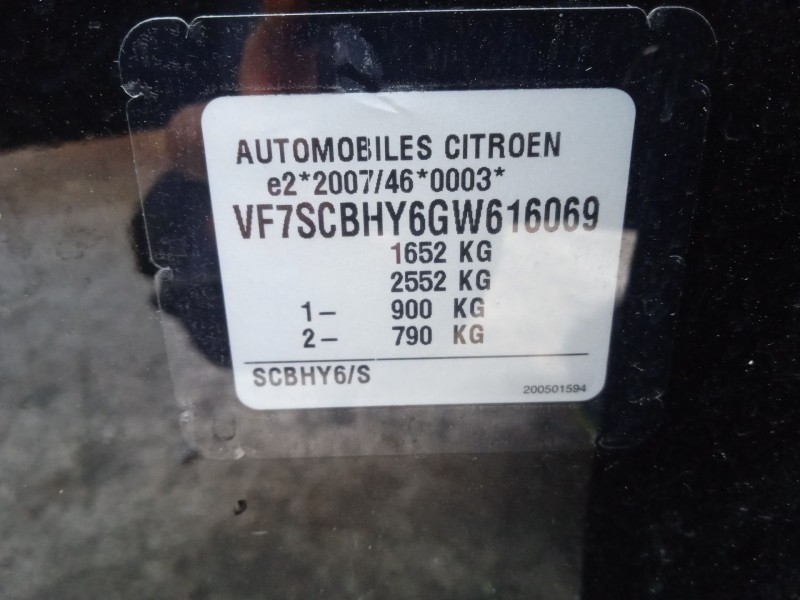 AUTOMOBILES CITROEN
e2*2007/46*0003*
VF7SCBHY6GW616069
1652 KG
2552 KG
1- 900 KG
2- 790 KG
SCBHY6/S
200501594